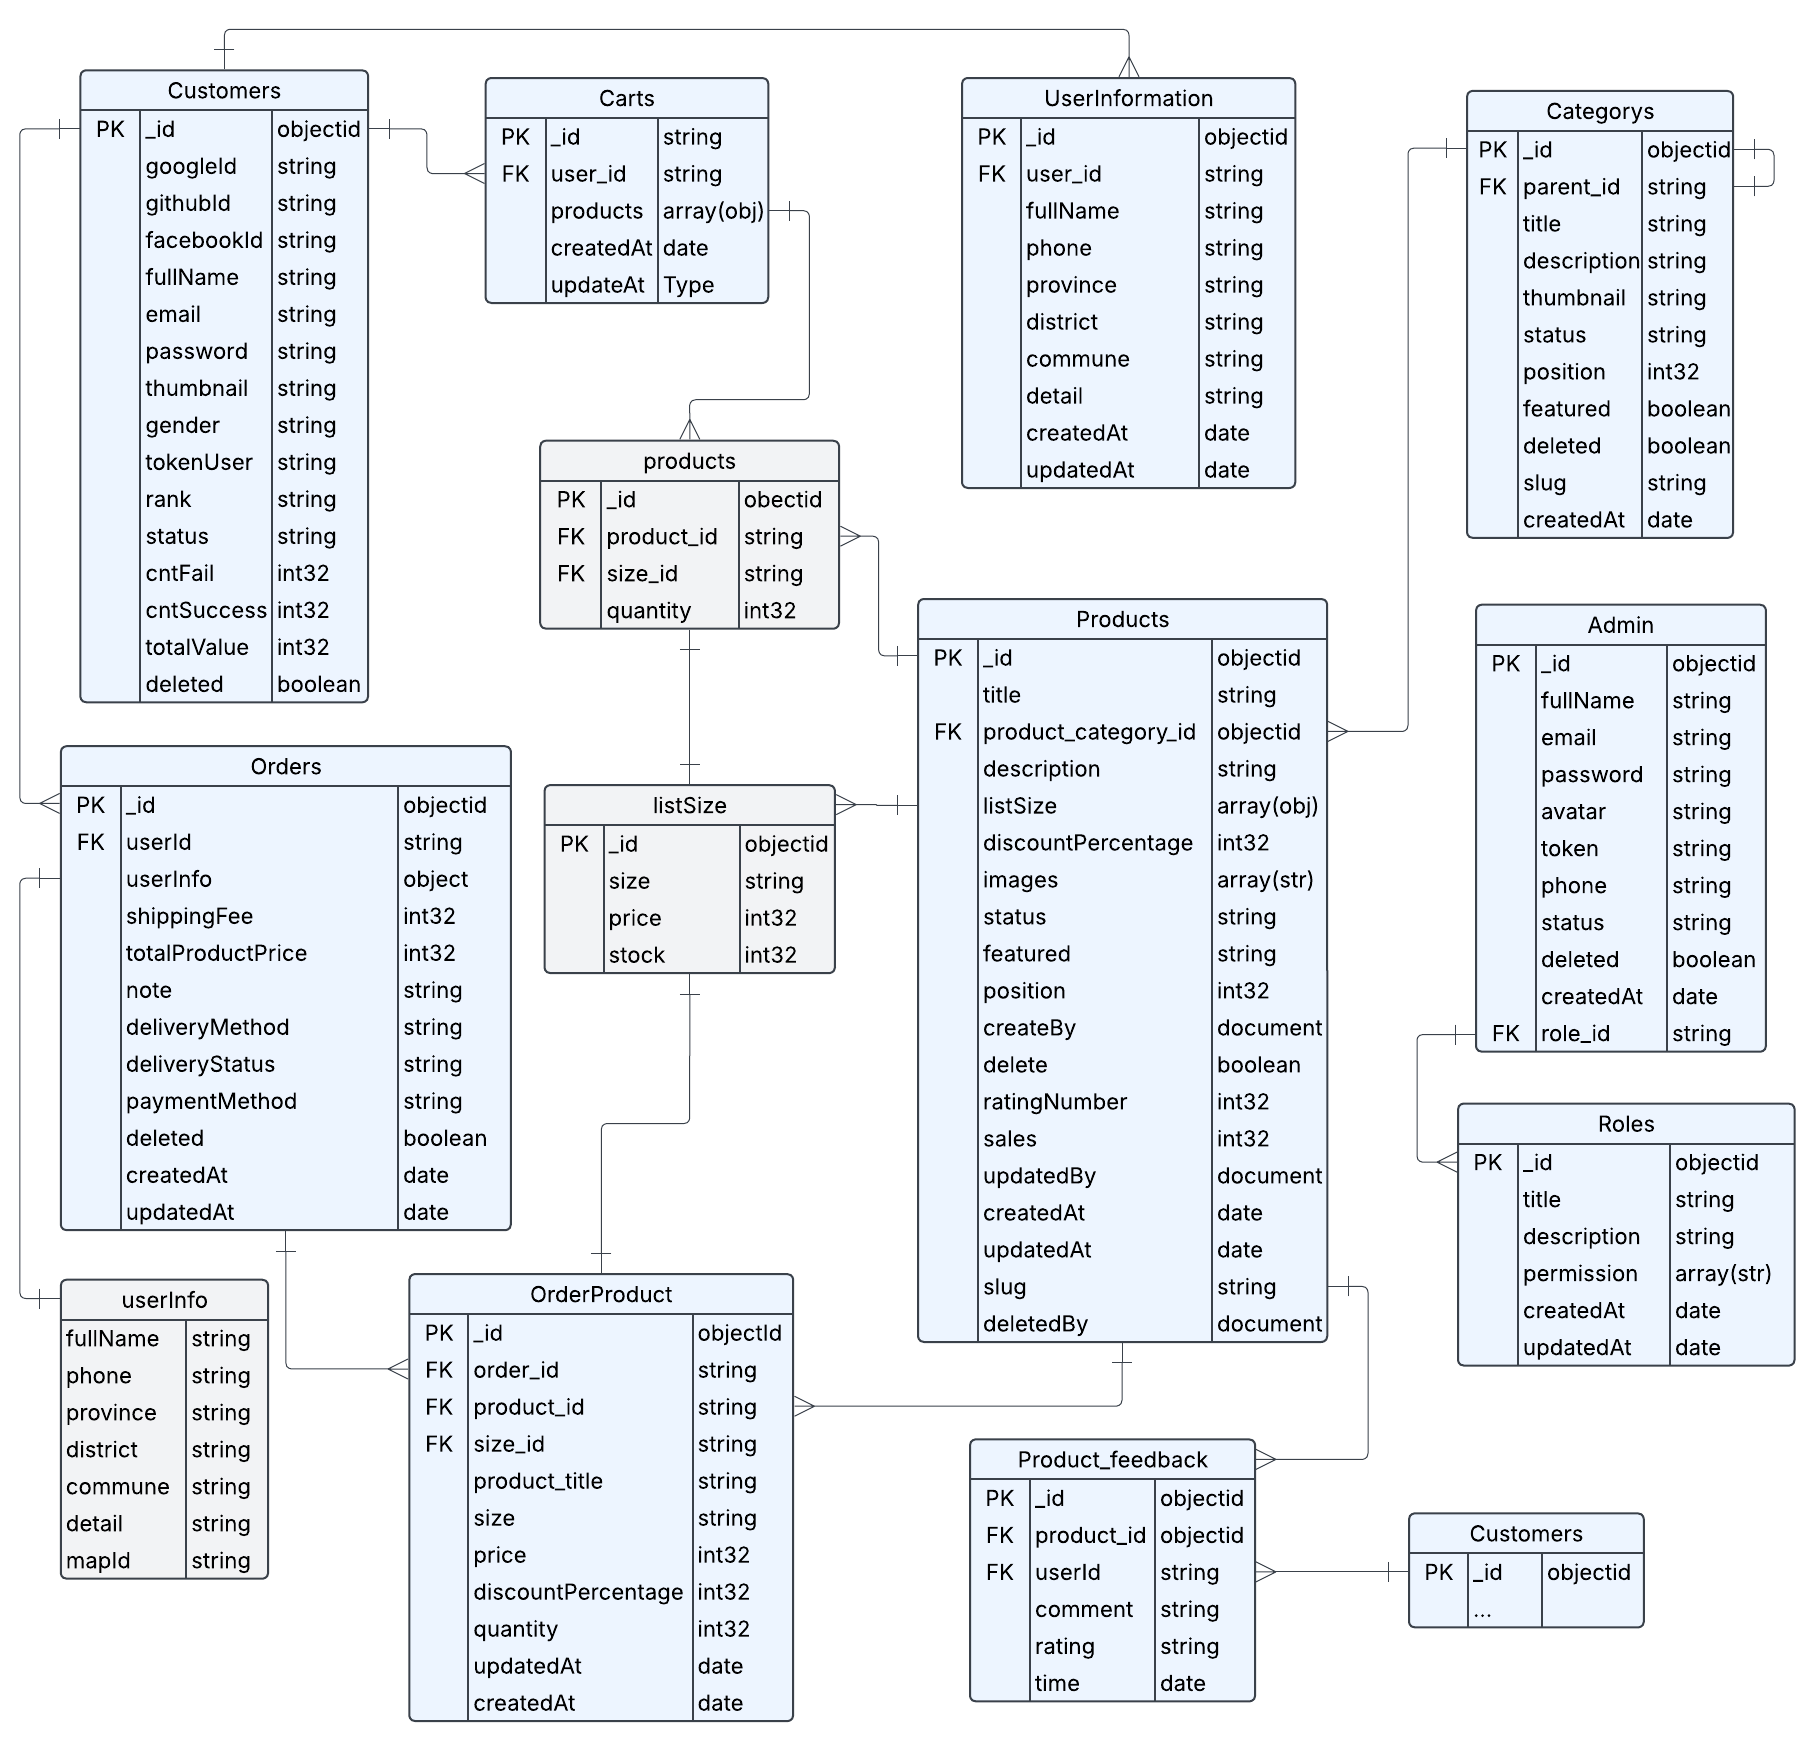 Customers
PK _id objectid
googleId string
githubId string
facebookId string
fullName string
email string
password string
thumbnail string
gender string
tokenUser string
rank string
status string
cntFail int32
cntSuccess int32
totalValue int32
deleted boolean
Carts
PK _id string
FK user_id string
products array(obj)
createdAt date
updateAt Type
UserInformation
PK _id objectid
FK user_id string
fullName string
phone string
province string
district string
commune string
detail string
createdAt date
updatedAt date
Categorys
PK _id objectid
FK parent_id string
title string
description string
thumbnail string
status string
position int32
featured boolean
deleted boolean
slug string
createdAt date
products
PK _id obectid
FK product_id string
FK size_id string
quantity int32
Products
PK _id objectid
title string
FK product_category_id objectid
description string
listSize array(obj)
discountPercentage int32
images array(str)
status string
featured string
position int32
createBy document
delete boolean
ratingNumber int32
sales int32
updatedBy document
createdAt date
updatedAt date
slug string
deletedBy document
Admin
PK _id objectid
fullName string
email string
password string
avatar string
token string
phone string
status string
deleted boolean
createdAt date
FK role_id string
Orders
PK _id objectid
FK userId string
userInfo object
shippingFee int32
totalProductPrice int32
note string
deliveryMethod string
deliveryStatus string
paymentMethod string
deleted boolean
createdAt date
updatedAt date
listSize
PK _id objectid
size string
price int32
stock int32
Roles
PK _id objectid
title string
description string
permission array(str)
createdAt date
updatedAt date
userInfo
fullName string
phone string
province string
district string
commune string
detail string
mapId string
OrderProduct
PK _id objectId
FK order_id string
FK product_id string
FK size_id string
product_title string
size string
price int32
discountPercentage int32
quantity int32
updatedAt date
createdAt date
Product_feedback
PK _id objectid
FK product_id objectid
FK userId string
comment string
rating string
time date
Customers
PK _id objectid
...